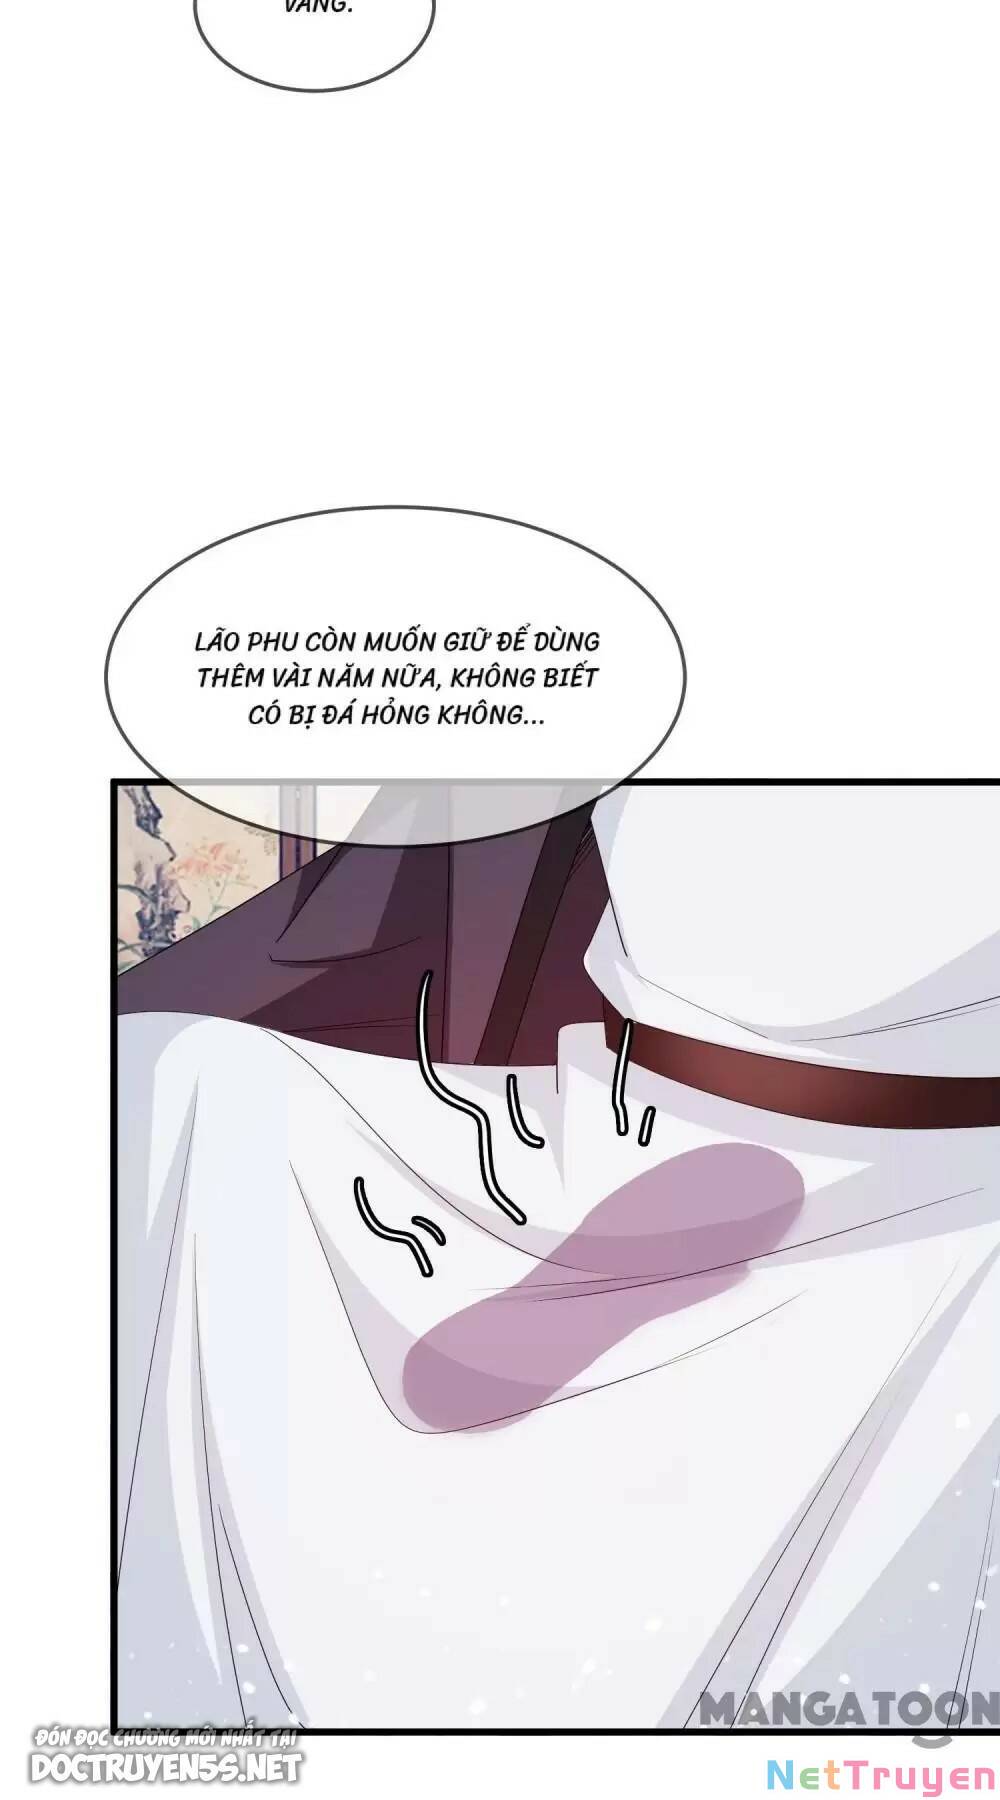 VÀNG.
LÃO PHU CÒN MUỐN GIỮ ĐỂ DÙNG
THÊM VÀI NĂM NỮA, KHÔNG BIẾT
CÓ BỊ ĐÁ HỎNG KHÔNG...
MANGATOON
ĐÓN ĐỌC CHƯƠNG MỚI NHẤT TẠI
DOCTRUYEN5S.NET
NetTruyen